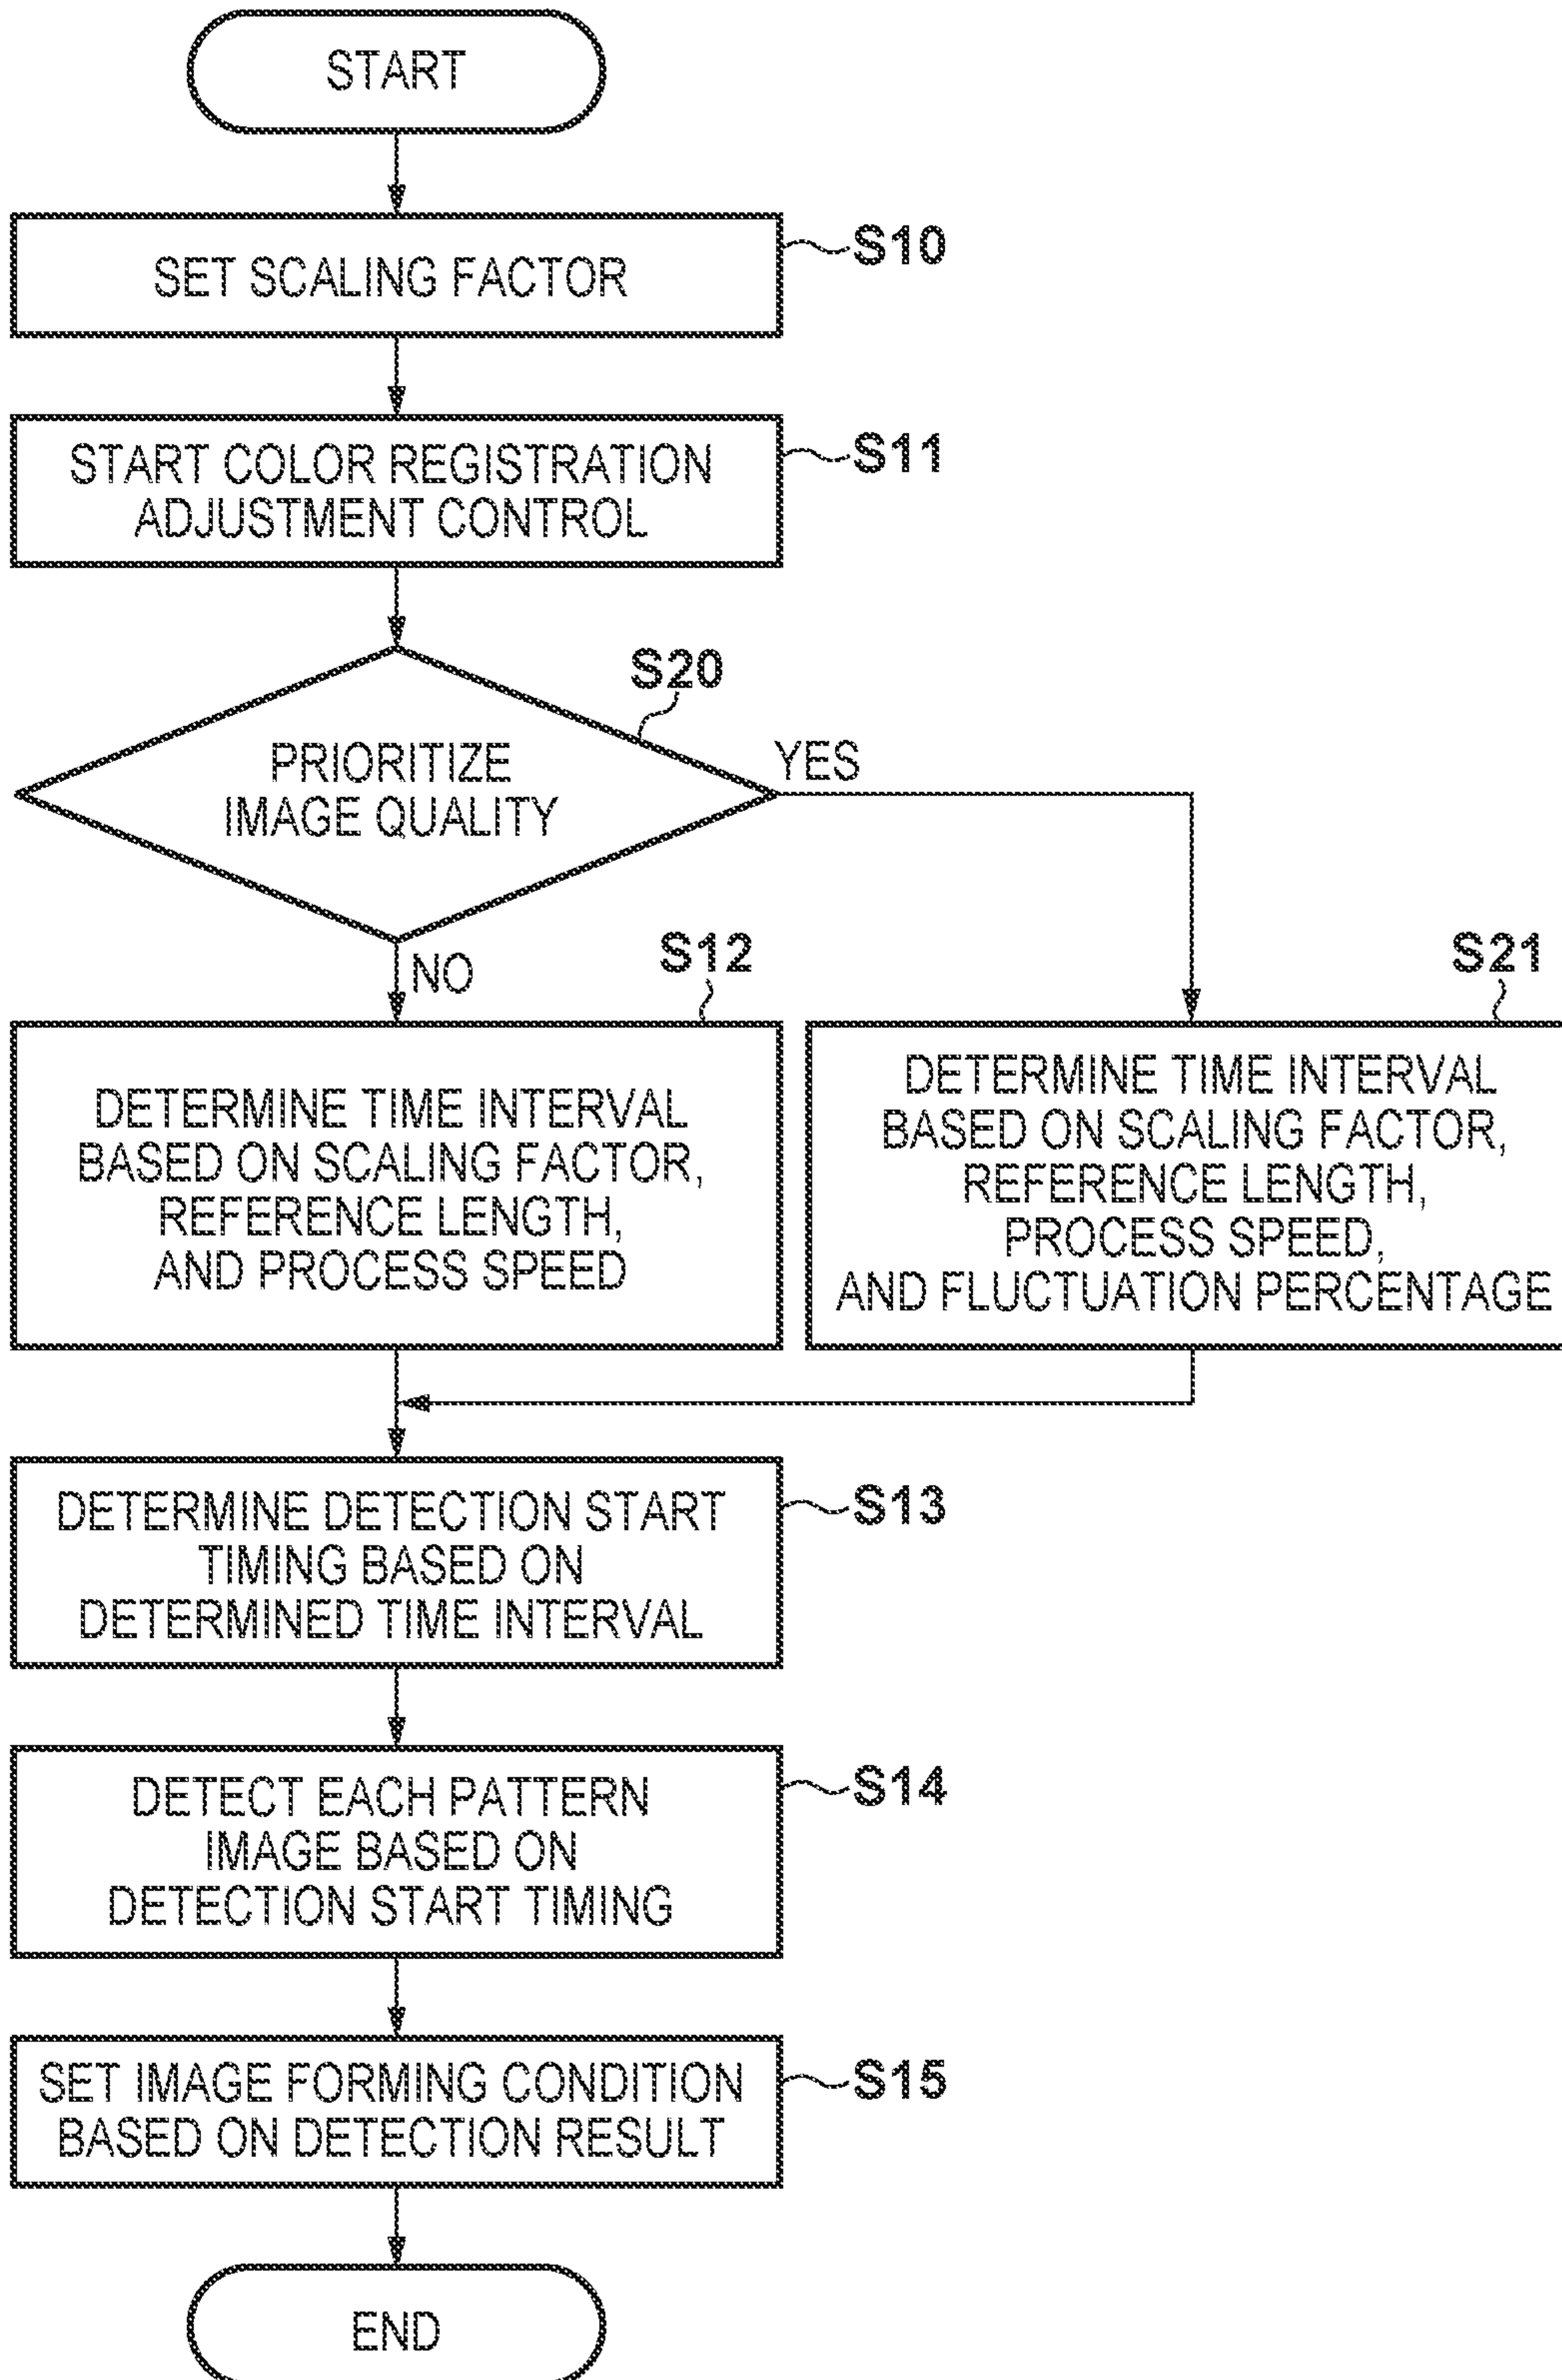 START
SET SCALING FACTOR
S10
START COLOR REGISTRATION
ADJUSTMENT CONTROL
S11
S20
PRIORITIZE
IMAGE QUALITY
YES
NO
S12
DETERMINE TIME INTERVAL
BASED ON SCALING FACTOR,
REFERENCE LENGTH,
AND PROCESS SPEED
S21
DETERMINE TIME INTERVAL
BASED ON SCALING FACTOR,
REFERENCE LENGTH,
PROCESS SPEED,
AND FLUCTUATION PERCENTAGE
DETERMINE DETECTION START
TIMING BASED ON
DETERMINED TIME INTERVAL
S13
DETECT EACH PATTERN
IMAGE BASED ON
DETECTION START TIMING
S14
SET IMAGE FORMING CONDITION
BASED ON DETECTION RESULT
S15
END